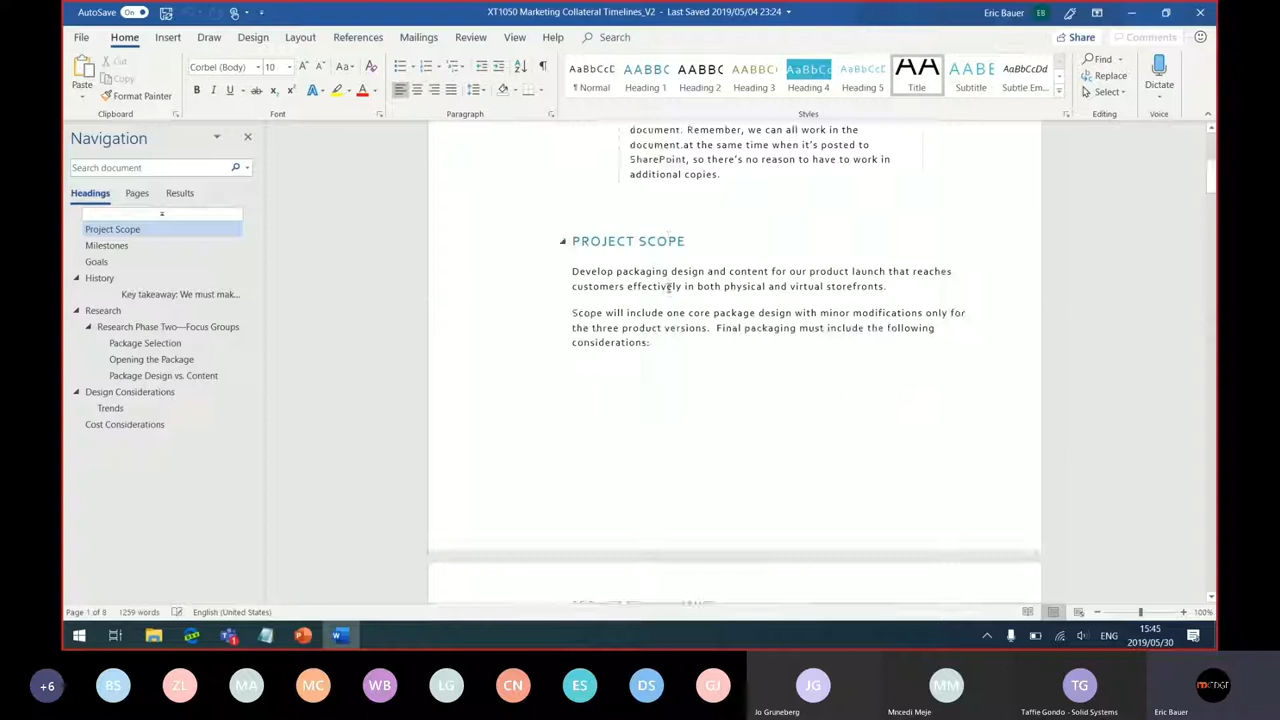 AutoSave On
XT1050 Marketing Collateral Timelines_V2 - Last Saved 2019/05/04 23:24
Eric Bauer EB
File Home Insert Draw Design Layout References Mailings Review View Help Search Share Comments
Paste
Cut
Copy
Format Painter
Clipboard
Corbel (Body) 10
Font
Paragraph
AaBbCcD AABBC AABBC AABBC AaBbCc AaBbCc AA AABE AaBbCcDd
¶ Normal Heading 1 Heading 2 Heading 3 Heading 4 Heading 5 Title Subtitle Subtle Em...
Styles
Find
Replace
Select
Editing
Dictate
Voice
Navigation
Search document
Headings Pages Results
Project Scope
Milestones
Goals
History
Key takeaway: We must mak...
Research
Research Phase Two—Focus Groups
Package Selection
Opening the Package
Package Design vs. Content
Design Considerations
Trends
Cost Considerations
document. Remember, we can all work in the
document.at the same time when it's posted to
SharePoint, so there's no reason to have to work in
additional copies.
PROJECT SCOPE
Develop packaging design and content for our product launch that reaches
customers effectively in both physical and virtual storefronts.
Scope will include one core package design with minor modifications only for
the three product versions. Final packaging must include the following
considerations:
Page 1 of 8 1259 words English (United States) 100%
ENG
15:45
2019/05/30
+6 BS ZL MA MC WB LG CN ES DS GJ JG MM TG
Jo Gruneberg Mncedi Meje Taffie Gondo - Solid Systems Eric Bauer